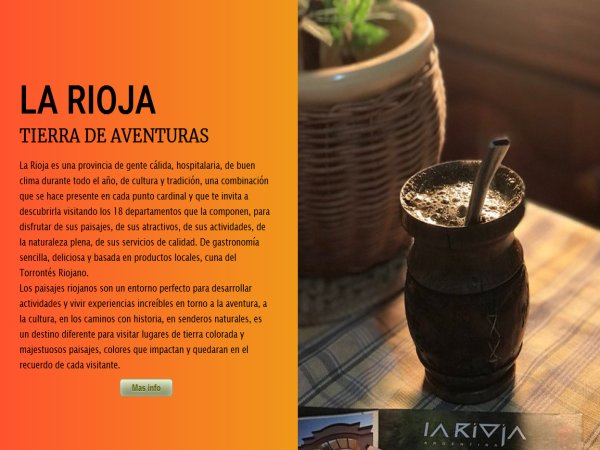 LA RIOJA
TIERRA DE AVENTURAS
La Rioja es una provincia de gente cálida, hospitalaria, de buen
clima durante todo el año, de cultura y tradición, una combinación
que se hace presente en cada punto cardinal y que te invita a
descubrirla visitando los 18 departamentos que la componen, para
disfrutar de sus paisajes, de sus atractivos, de sus actividades, de
la naturaleza plena, de sus servicios de calidad. De gastronomía
sencilla, deliciosa y basada en productos locales, cuna del
Torrontés Riojano.
Los paisajes riojanos son un entorno perfecto para desarrollar
actividades y vivir experiencias increíbles en torno a la aventura, a
la cultura, en los caminos con historia, en senderos naturales, es
un destino diferente para visitar lugares de tierra colorada y
majestuosos paisajes, colores que impactan y quedaran en el
recuerdo de cada visitante.
Mas info
LA RIOJA
ARGENTINA